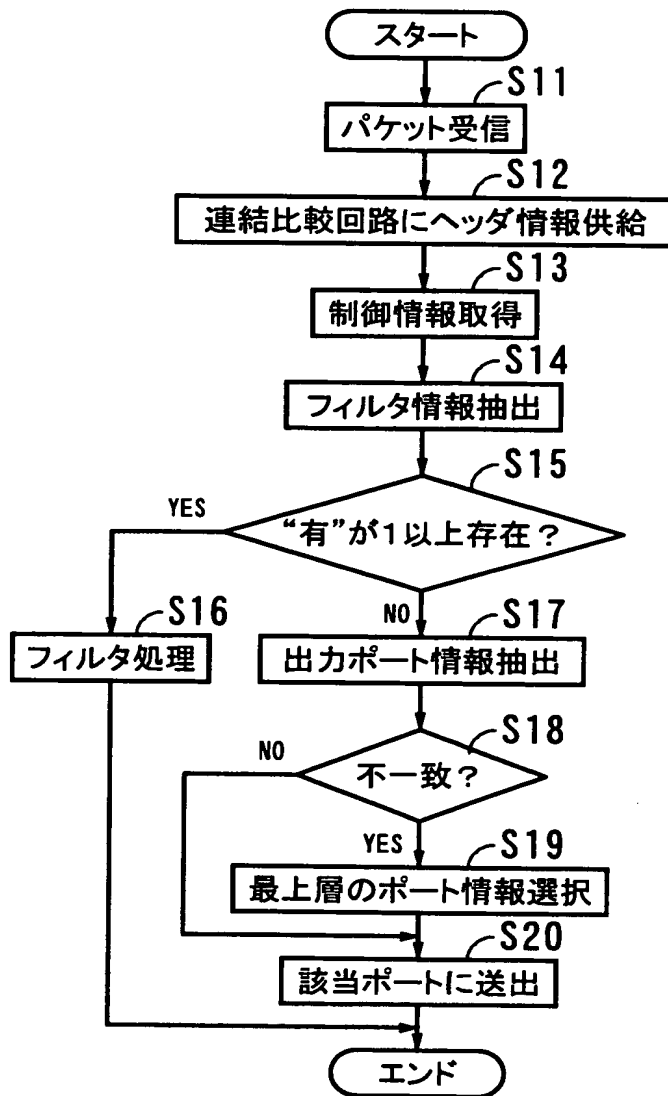 スタート
S11
パケット受信
S12
連結比較回路にヘッダ情報供給
S13
制御情報取得
S14
フィルタ情報抽出
S15
“有”が1以上存在?
YES
NO
S16
フィルタ処理
S17
出力ポート情報抽出
S18
不一致?
NO
YES
S19
最上層のポート情報選択
S20
該当ポートに送出
エンド